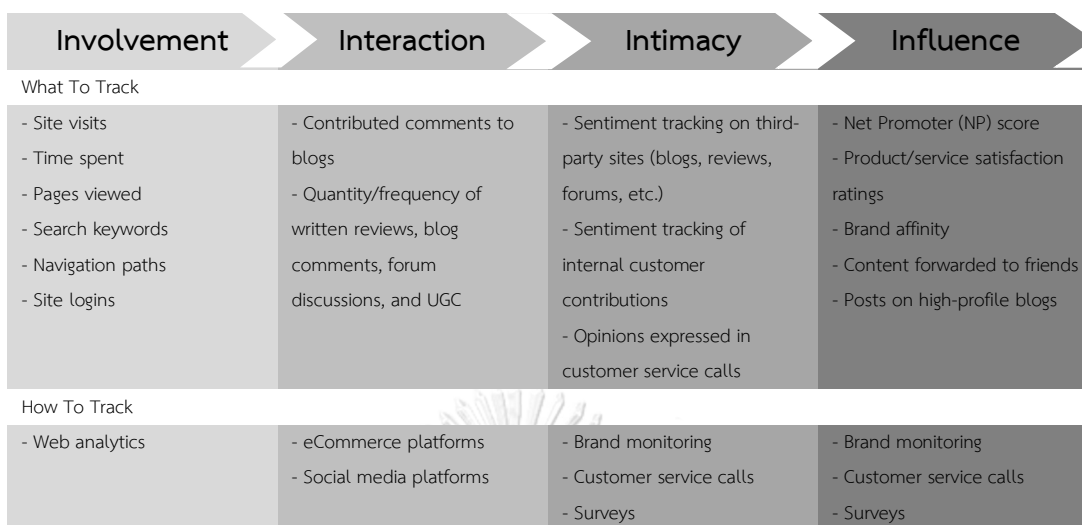 Involvement
Interaction
Intimacy
Influence
What To Track
- Site visits
- Time spent
- Pages viewed
- Search keywords
- Navigation paths
- Site logins
- Contributed comments to
blogs
- Quantity/frequency of
written reviews, blog
comments, forum
discussions, and UGC
- Sentiment tracking on third-
party sites (blogs, reviews,
forums, etc.)
- Sentiment tracking of
internal customer
contributions
- Opinions expressed in
customer service calls
- Net Promoter (NP) score
- Product/service satisfaction
ratings
- Brand affinity
- Content forwarded to friends
- Posts on high-profile blogs
How To Track
- Web analytics
- eCommerce platforms
- Social media platforms
- Brand monitoring
- Customer service calls
- Surveys
- Brand monitoring
- Customer service calls
- Surveys